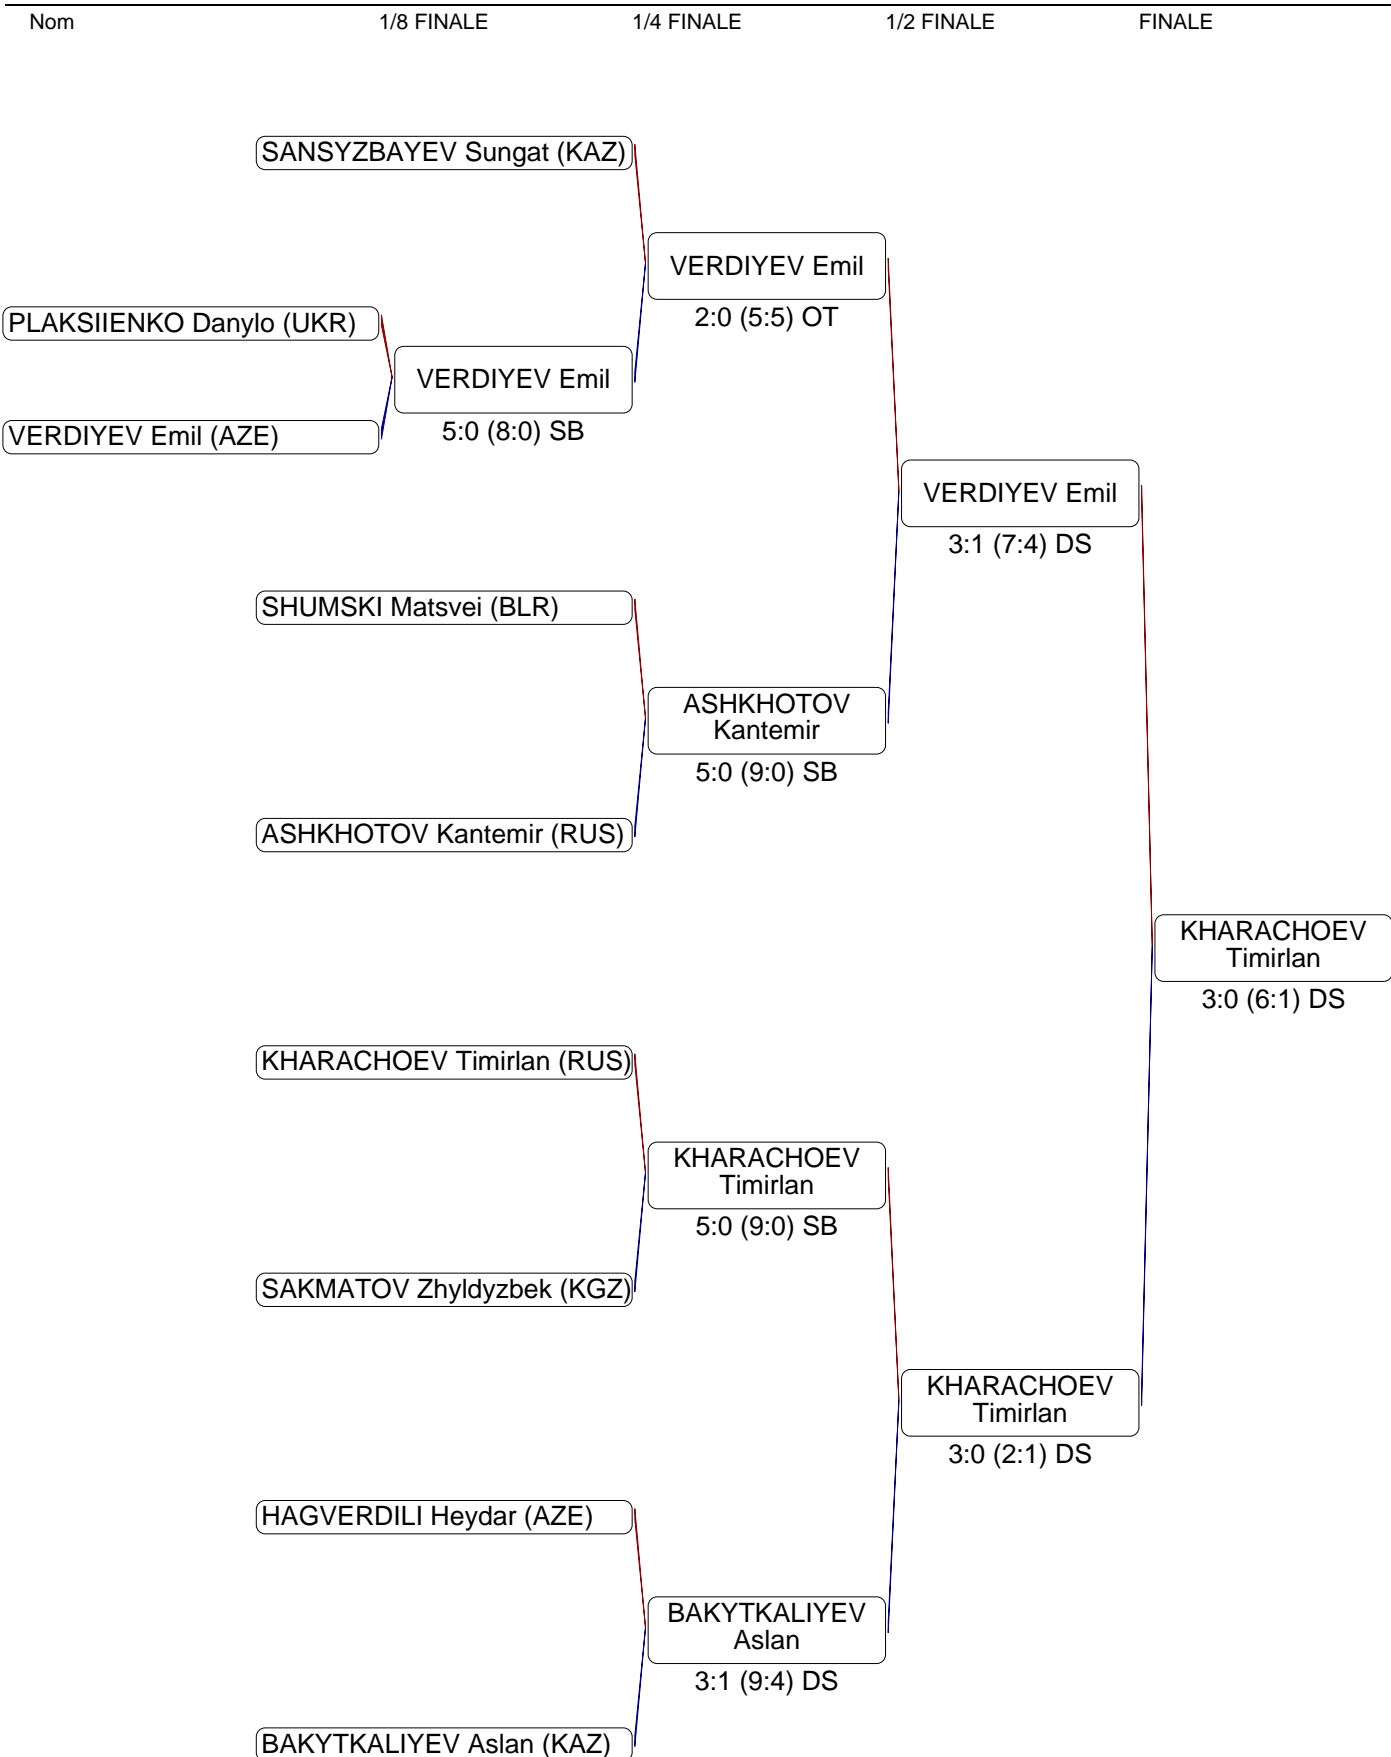 Nom 1/8 FINALE 1/4 FINALE 1/2 FINALE FINALE
SANSYZBAYEV Sungat (KAZ)
VERDIYEV Emil
2:0 (5:5) OT
PLAKSIIENKO Danylo (UKR)
VERDIYEV Emil
5:0 (8:0) SB
VERDIYEV Emil (AZE)
VERDIYEV Emil
3:1 (7:4) DS
SHUMSKI Matsvei (BLR)
ASHKHOTOV
Kantemir
5:0 (9:0) SB
ASHKHOTOV Kantemir (RUS)
KHARACHOEV
Timirlan
3:0 (6:1) DS
KHARACHOEV Timirlan (RUS)
KHARACHOEV
Timirlan
5:0 (9:0) SB
SAKMATOV Zhyldyzbek (KGZ)
KHARACHOEV
Timirlan
3:0 (2:1) DS
HAGVERDILI Heydar (AZE)
BAKYTKALIYEV
Aslan
3:1 (9:4) DS
BAKYTKALIYEV Aslan (KAZ)